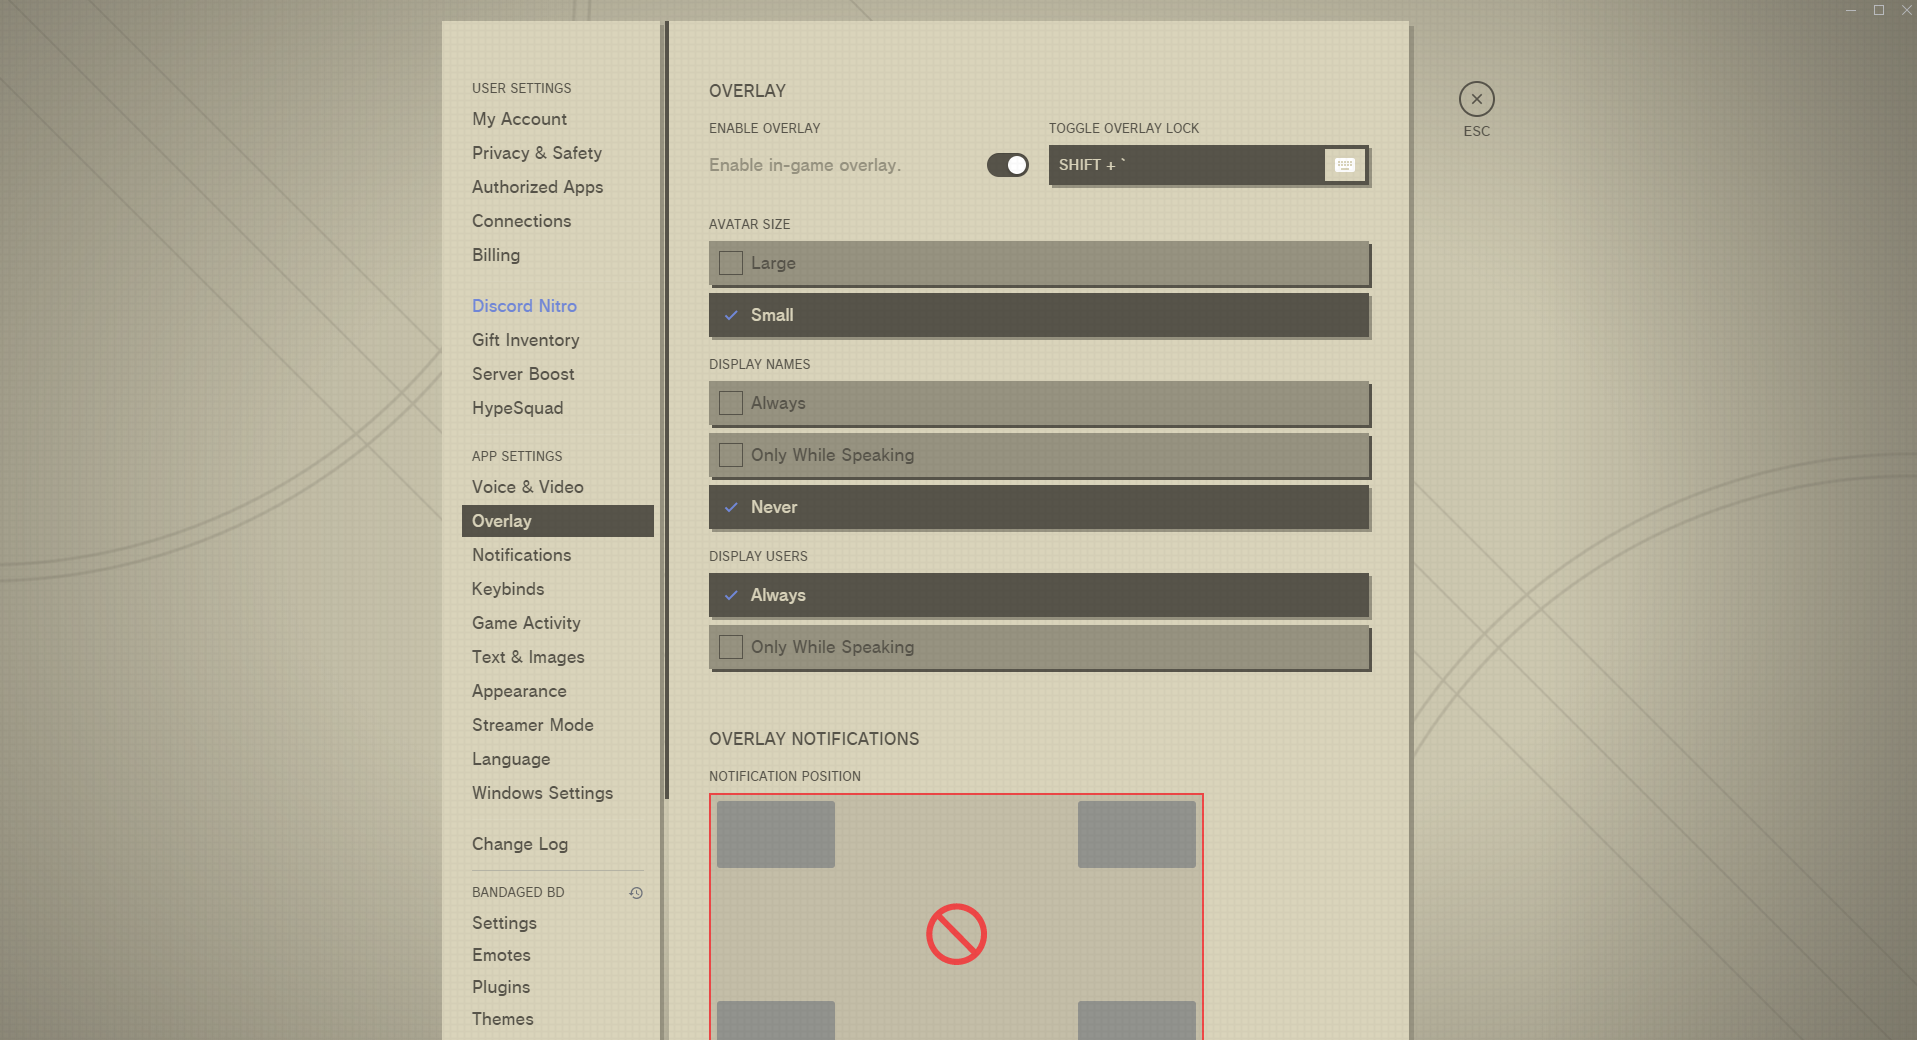 USER SETTINGS
My Account
Privacy & Safety
Authorized Apps
Connections
Billing
Discord Nitro
Gift Inventory
Server Boost
HypeSquad
APP SETTINGS
Voice & Video
Overlay
Notifications
Keybinds
Game Activity
Text & Images
Appearance
Streamer Mode
Language
Windows Settings
Change Log
BANDAGED BD
Settings
Emotes
Plugins
Themes
OVERLAY
ENABLE OVERLAY
Enable in-game overlay.
TOGGLE OVERLAY LOCK
SHIFT + `
AVATAR SIZE
Large
Small
DISPLAY NAMES
Always
Only While Speaking
Never
DISPLAY USERS
Always
Only While Speaking
OVERLAY NOTIFICATIONS
NOTIFICATION POSITION
ESC